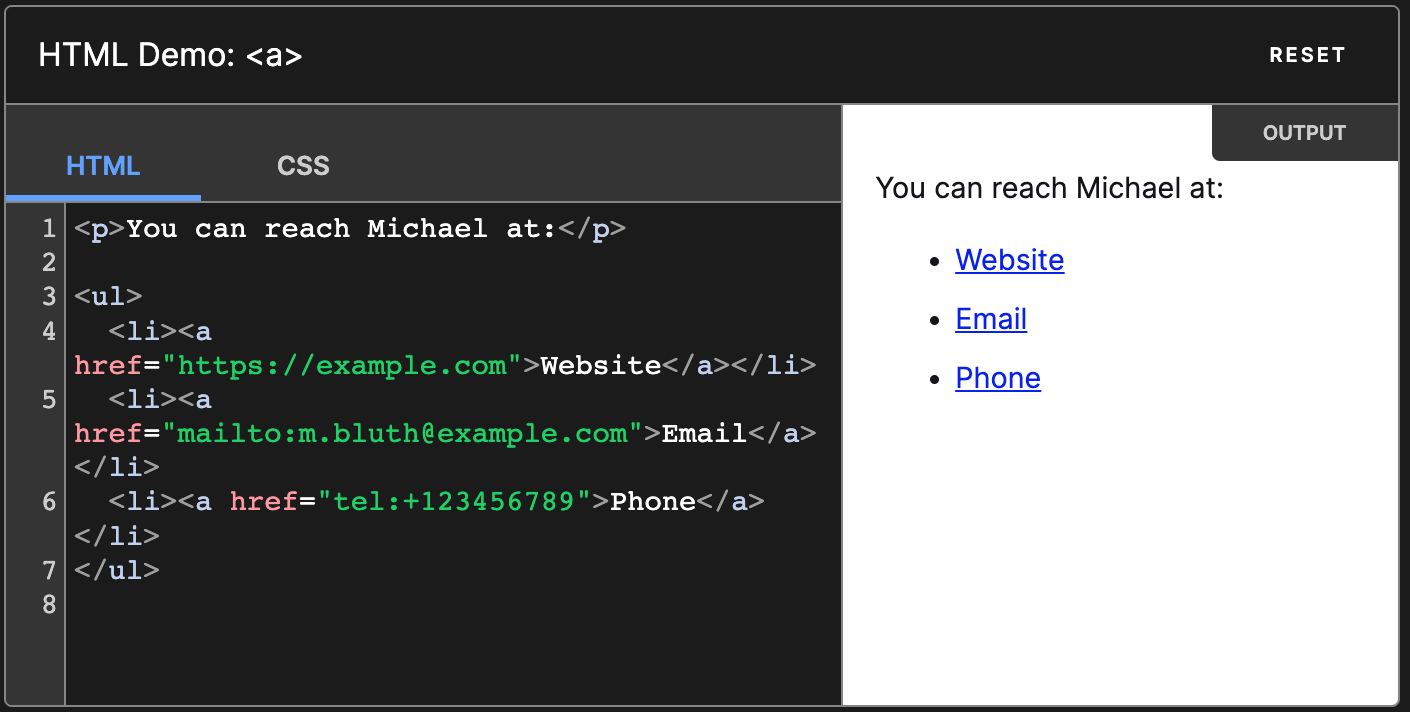 HTML Demo: <a>
RESET
HTML
CSS
1 <p>You can reach Michael at:</p>
2
3 <ul>
4   <li><a
href="https://example.com">Website</a></li>
5   <li><a
href="mailto:m.bluth@example.com">Email</a>
</li>
6   <li><a href="tel:+123456789">Phone</a>
</li>
7 </ul>
8
OUTPUT
You can reach Michael at:
• Website
• Email
• Phone